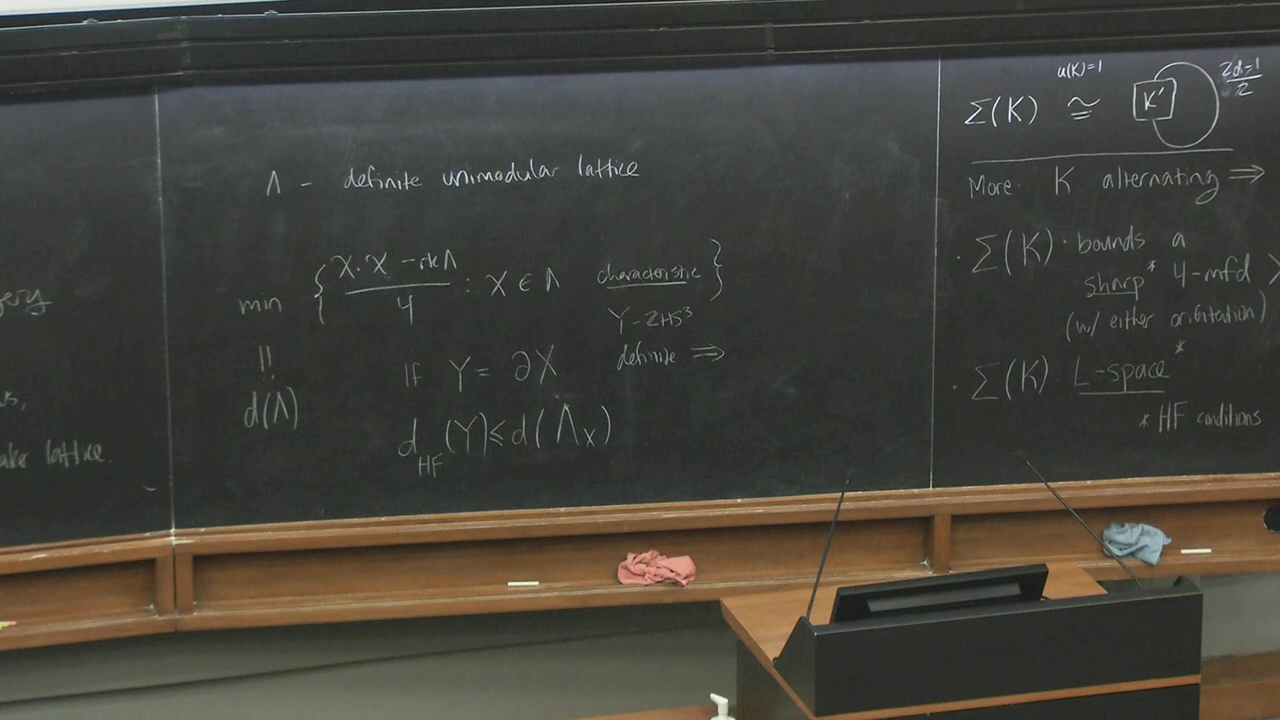 ake lattice.
Λ - definite unimodular lattice
min { (χ·χ - rk Λ)/4 : χ ∈ Λ characteristic }
Y - ZHS³
|| If Y = ∂X definite ⇒
d(Λ)
d_HF(Y) ≤ d(Λ_X)
u(K)=1
Σ(K) ≅ K' 2d-1/2
More: K alternating ⇒
· Σ(K) · bounds a
sharp* 4-mfd X
(w/ either orientation)
· Σ(K) · L-space*
* HF conditions